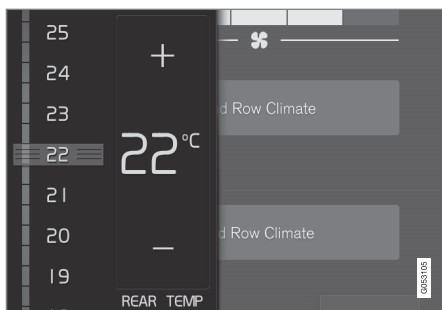 25
24
23
22
21
20
19
+
22°C
−
REAR TEMP
d Row Climate
d Row Climate
G053105